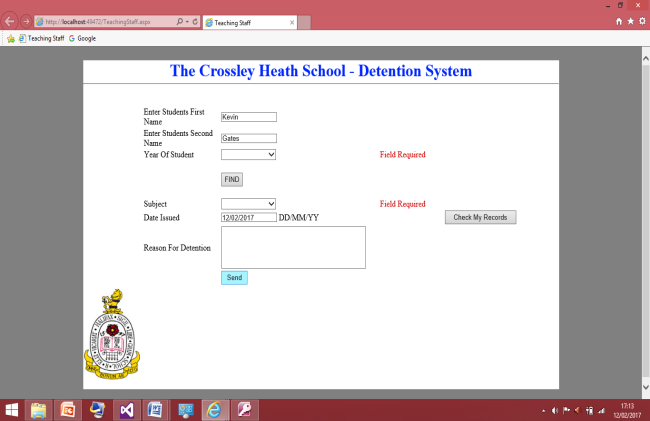 http://localhost:49472/TeachingStaff.aspx
Teaching Staff
Teaching Staff Google
The Crossley Heath School - Detention System
Enter Students First
Name
Kevin
Enter Students Second
Name
Gates
Year Of Student
Field Required
FIND
Subject
Field Required
Date Issued
12/02/2017 DD/MM/YY
Check My Records
Reason For Detention
Send
17:13
12/02/2017